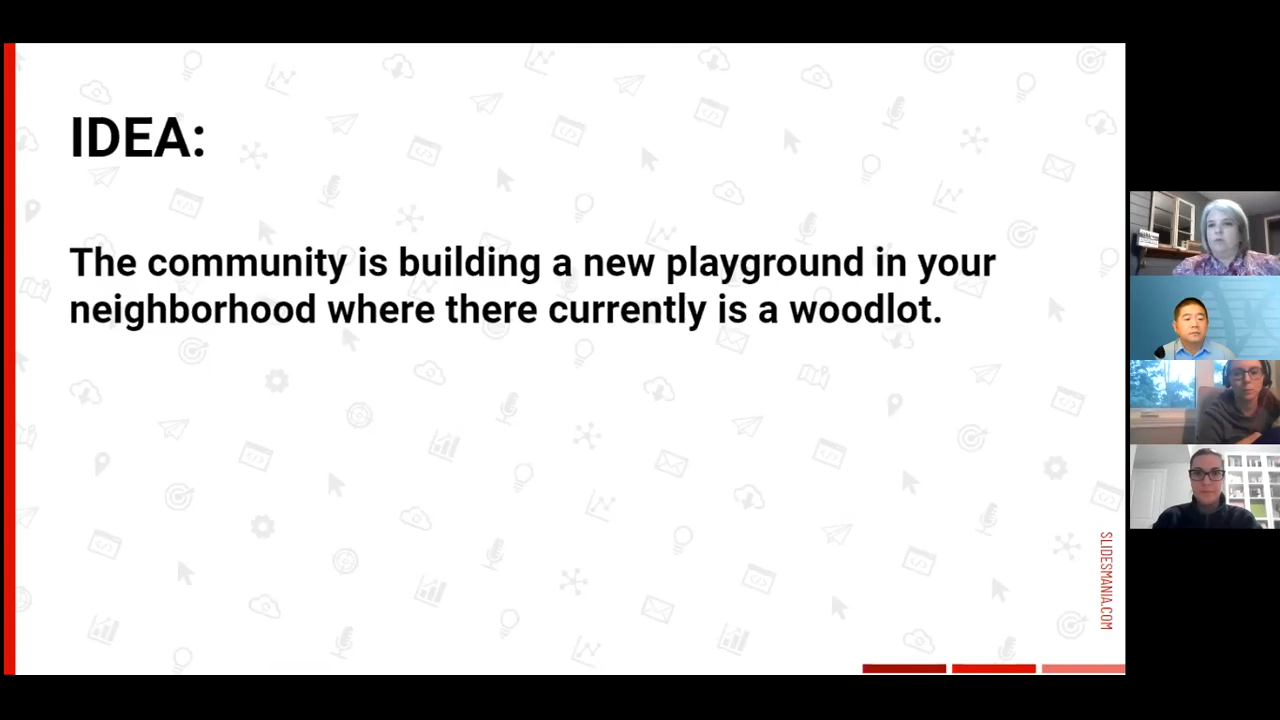 IDEA:
The community is building a new playground in your
neighborhood where there currently is a woodlot.
SLIDESMANIA.COM